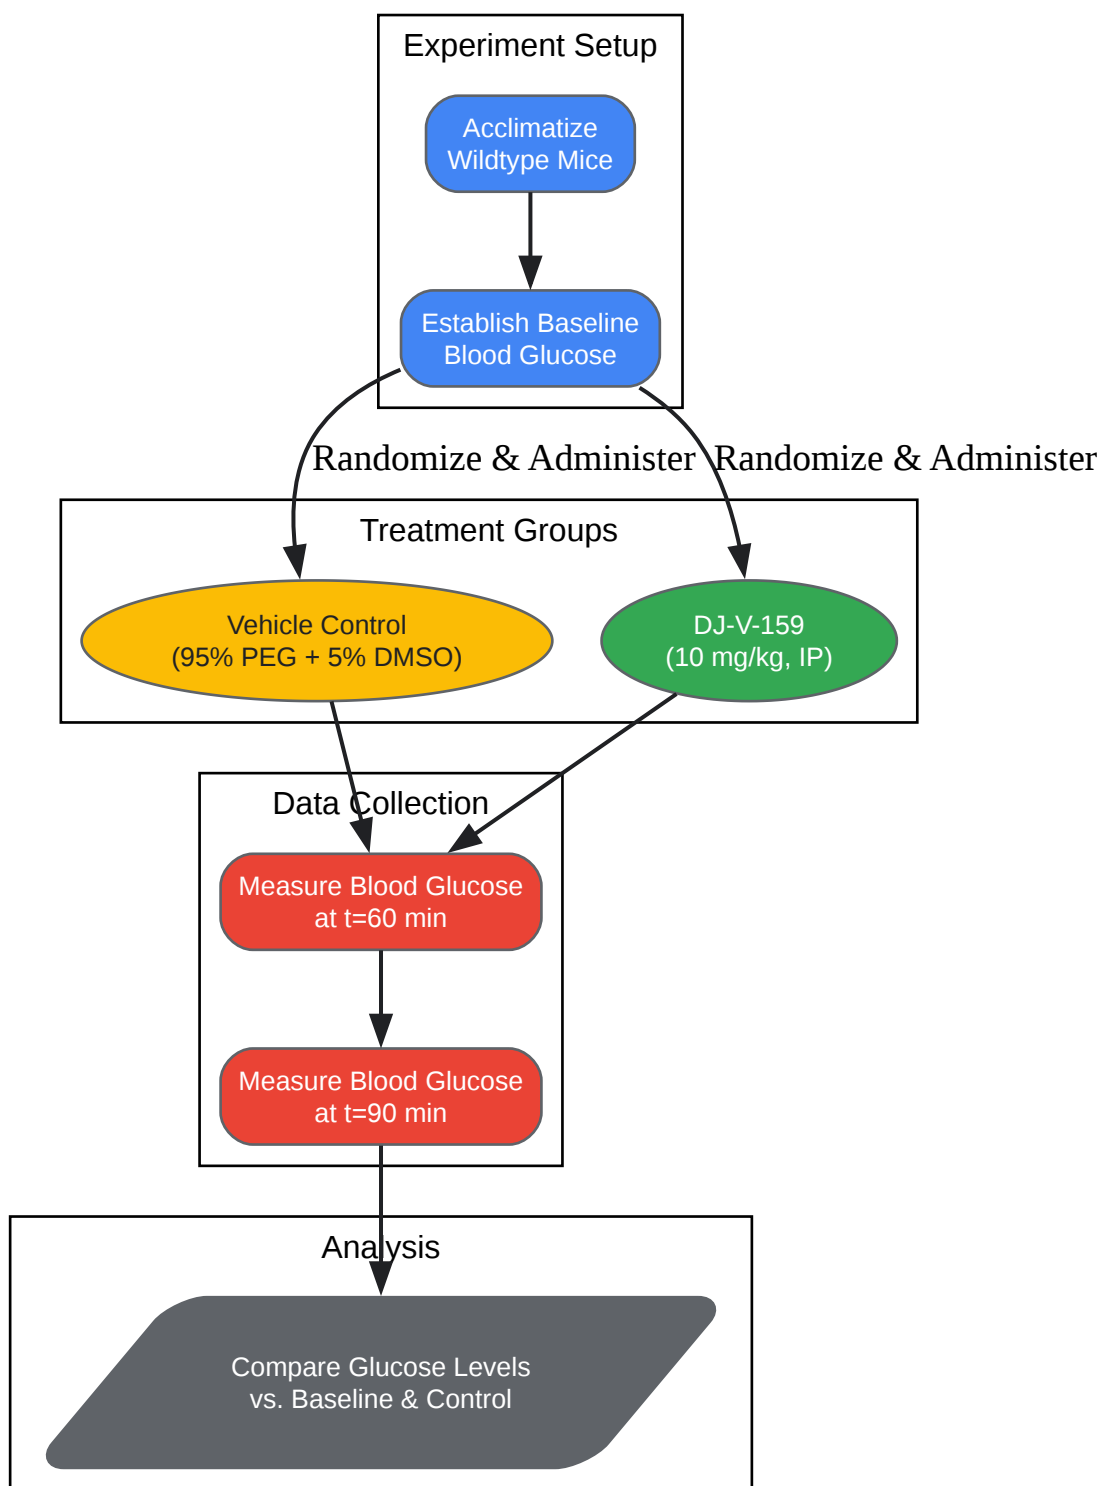 Experiment Setup
Acclimatize
Wildtype Mice
Establish Baseline
Blood Glucose
Randomize & Administer
Randomize & Administer
Treatment Groups
Vehicle Control
(95% PEG + 5% DMSO)
DJ-V-159
(10 mg/kg, IP)
Data Collection
Measure Blood Glucose
at t=60 min
Measure Blood Glucose
at t=90 min
Analysis
Compare Glucose Levels
vs. Baseline & Control